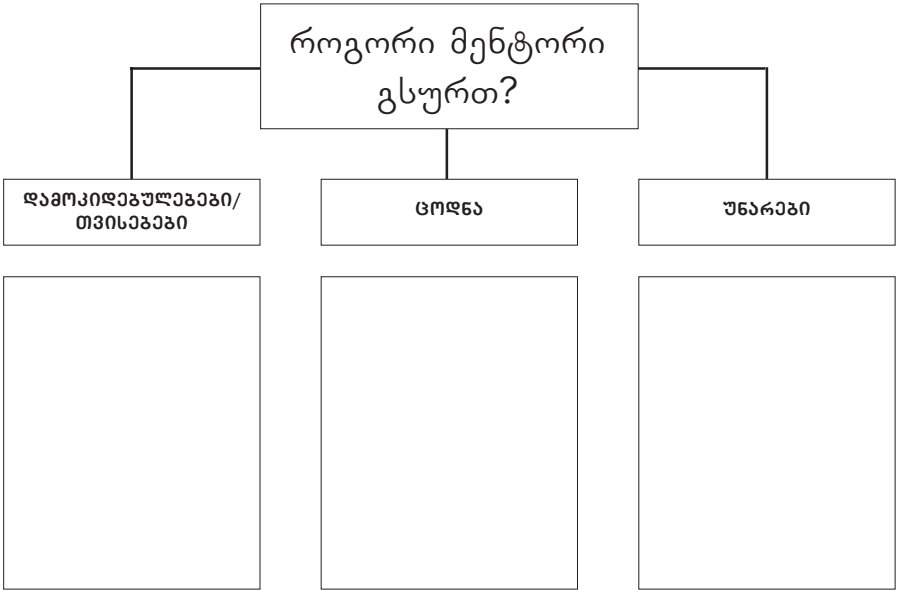 როგორი მენტორი
გსურთ?
დამოკიდებულებები/
თვისებები
ცოდნა
უნარები